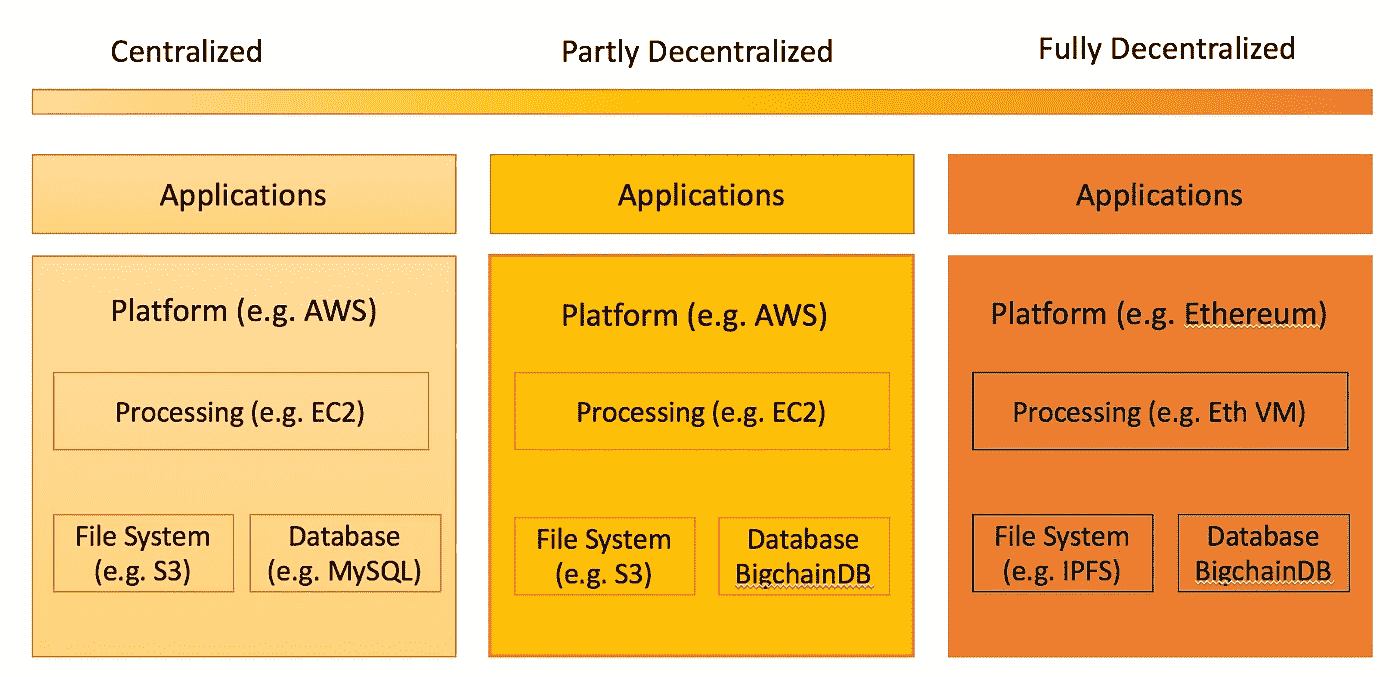 Centralized
Partly Decentralized
Fully Decentralized
Applications
Applications
Applications
Platform (e.g. AWS)
Processing (e.g. EC2)
File System
(e.g. S3)
Database
(e.g. MySQL)
Platform (e.g. AWS)
Processing (e.g. EC2)
File System
(e.g. S3)
Database
BigchainDB
Platform (e.g. Ethereum)
Processing (e.g. Eth VM)
File System
(e.g. IPFS)
Database
BigchainDB